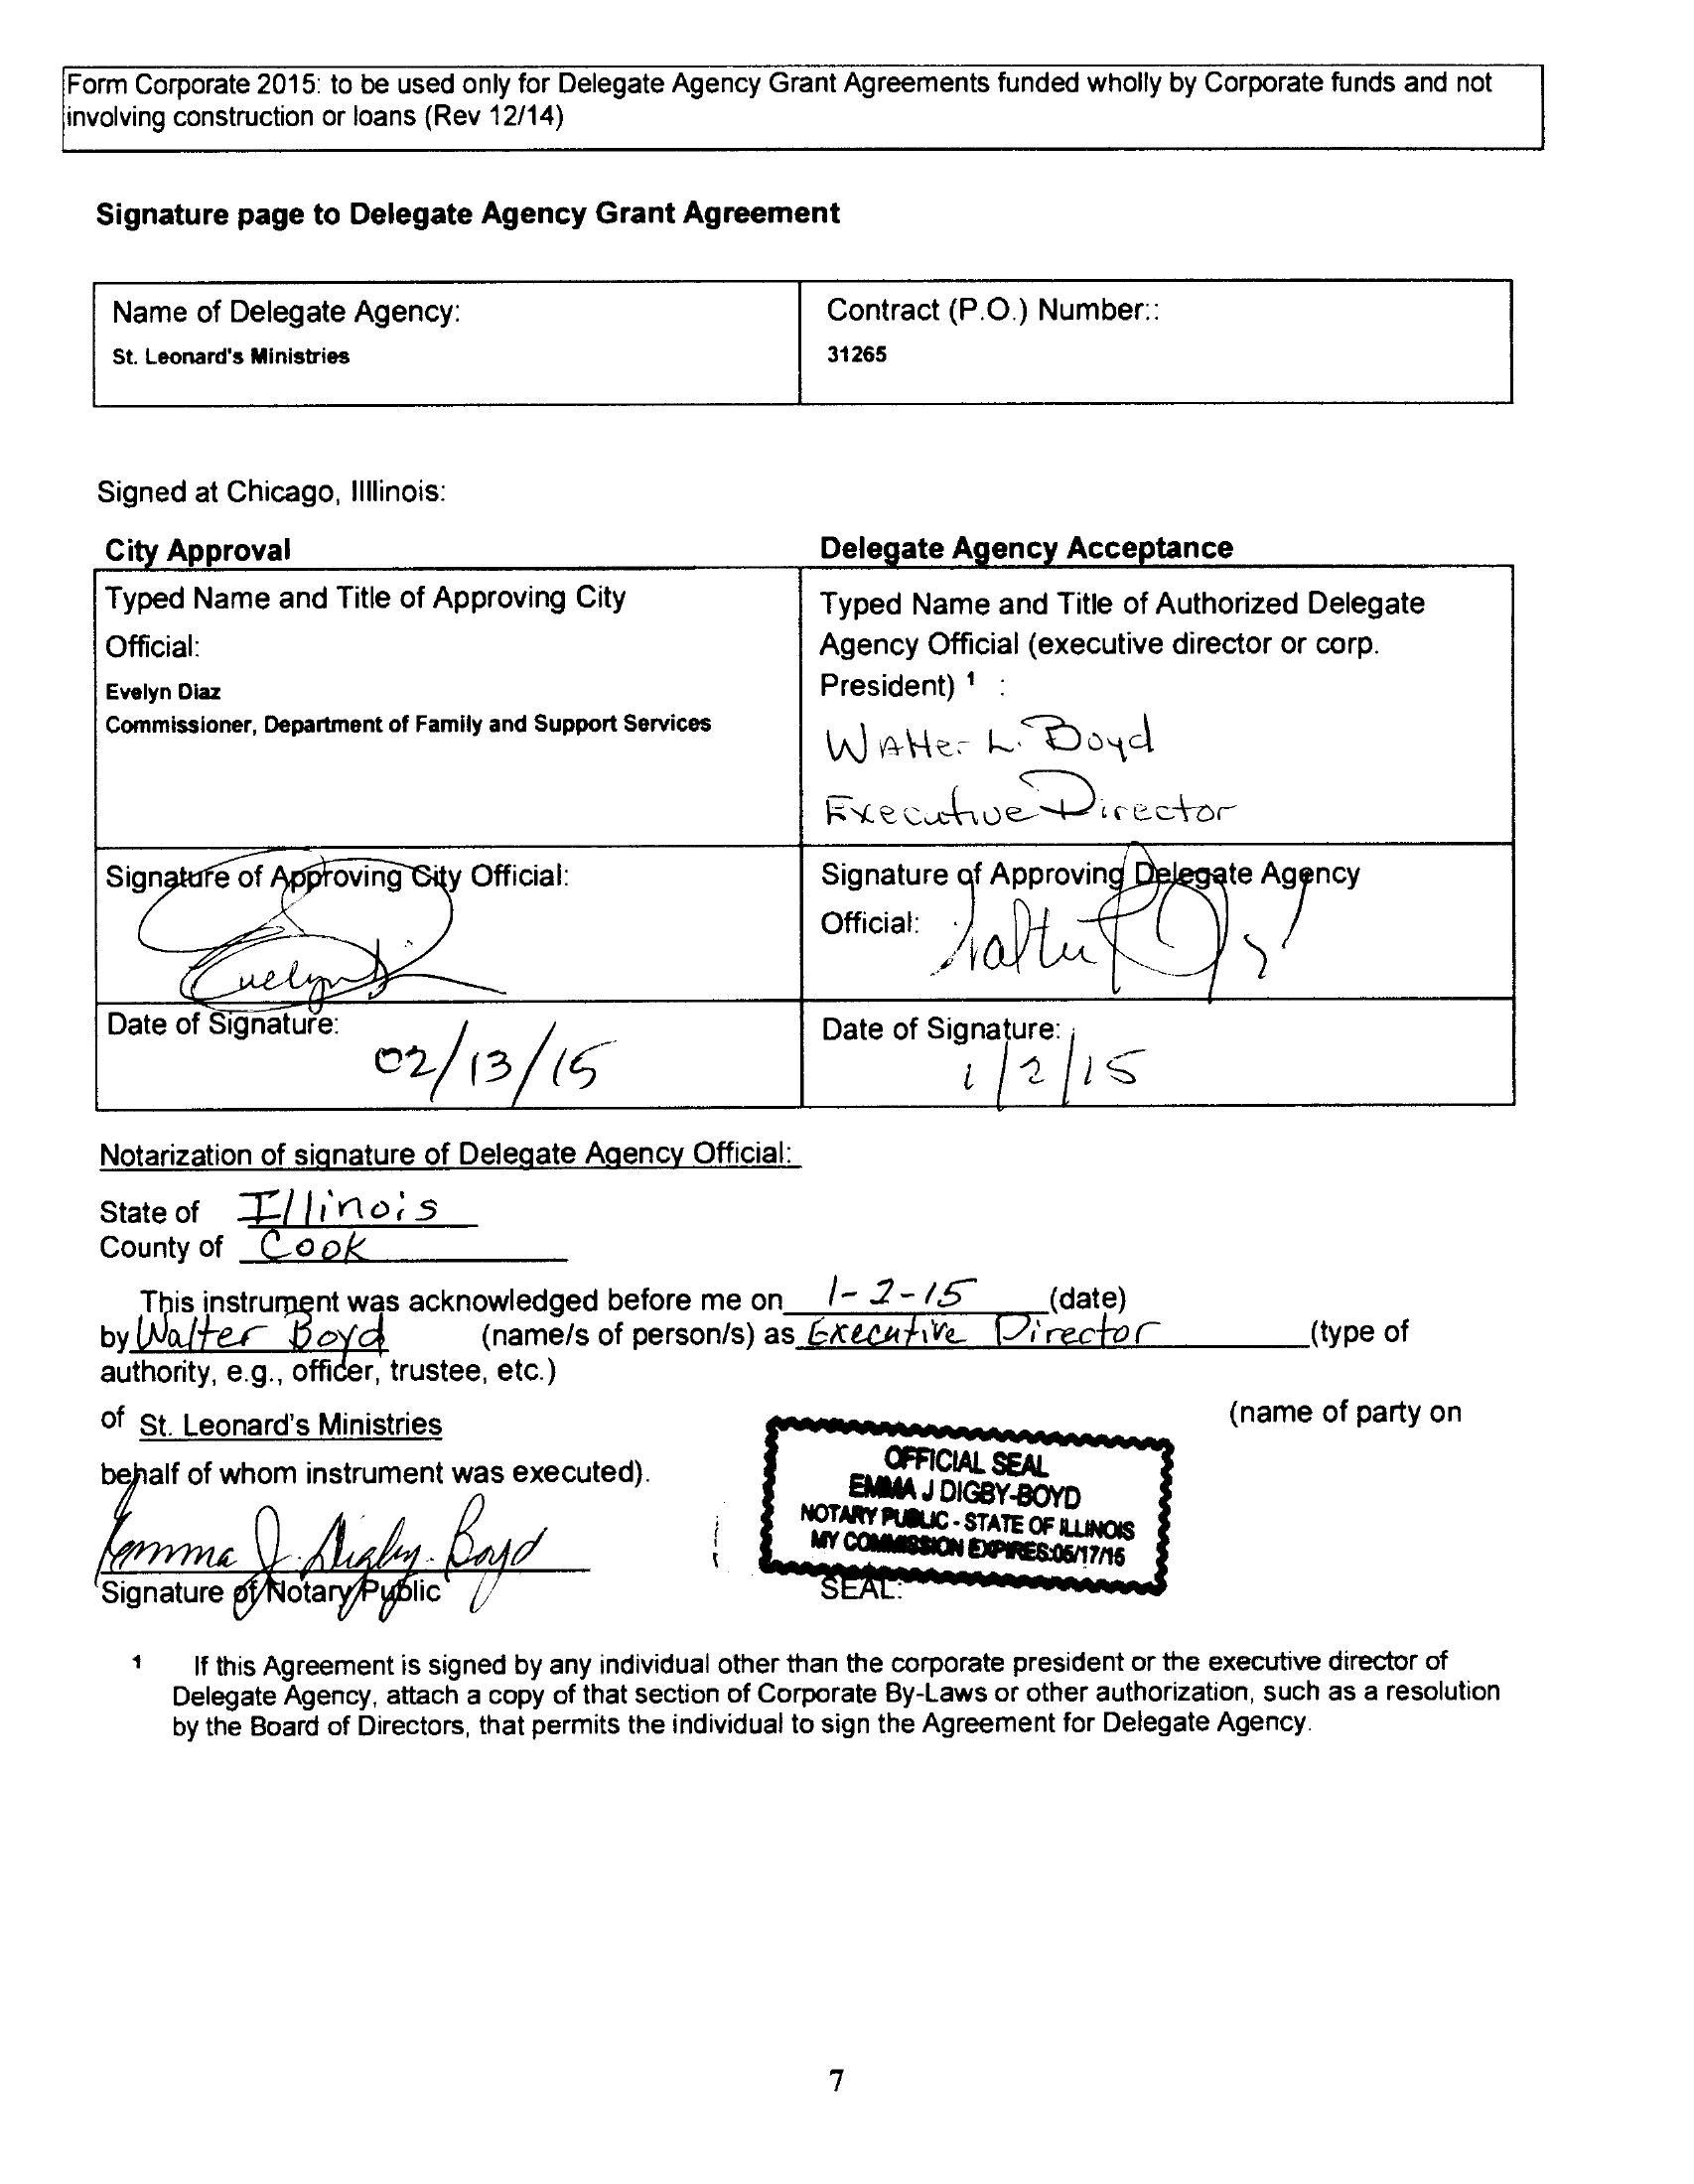 Form Corporate 2015: to be used only for Delegate Agency Grant Agreements funded wholly by Corporate funds and not
involving construction or loans (Rev 12/14)
Signature page to Delegate Agency Grant Agreement
Name of Delegate Agency:
St. Leonard's Ministries
Contract (P.O.) Number::
31265
Signed at Chicago, Illlinois:
City Approval
Typed Name and Title of Approving City
Official:
Evelyn Diaz
Commissioner, Department of Family and Support Services
Delegate Agency Acceptance
Typed Name and Title of Authorized Delegate
Agency Official (executive director or corp.
President) 1 :
Walter L. Boyd
Executive Director
Signature of Approving City Official:
Evelyn D
Signature of Approving Delegate Agency
Official: Walter
Date of Signature:
02/13/15
Date of Signature:
1/2/15
Notarization of signature of Delegate Agency Official:
State of Illinois
County of Cook
This instrument was acknowledged before me on 1-2-15 (date)
by Walter Boyd (name/s of person/s) as Executive Director (type of
authority, e.g., officer, trustee, etc.)
of St. Leonard's Ministries (name of party on
behalf of whom instrument was executed).
Emma J. Digby-Boyd
Signature of Notary Public
OFFICIAL SEAL
EMMA J DIGBY-BOYD
NOTARY PUBLIC - STATE OF ILLINOIS
MY COMMISSION EXPIRES:05/17/16
SEAL:
1 If this Agreement is signed by any individual other than the corporate president or the executive director of
Delegate Agency, attach a copy of that section of Corporate By-Laws or other authorization, such as a resolution
by the Board of Directors, that permits the individual to sign the Agreement for Delegate Agency.
7